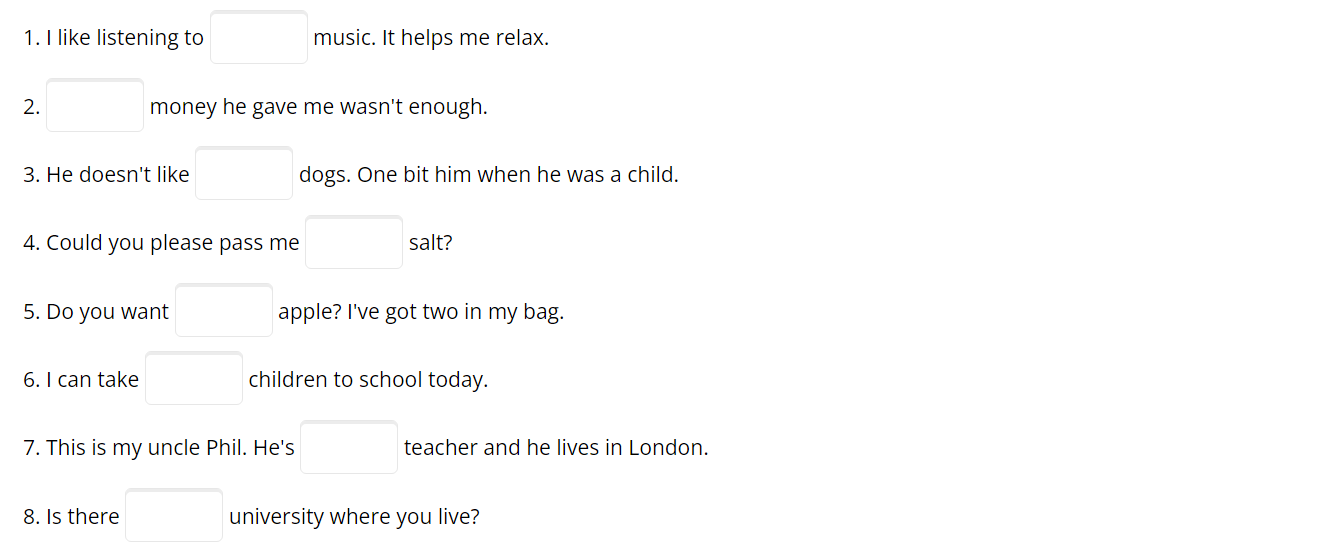 1. I like listening to music. It helps me relax.
2. money he gave me wasn't enough.
3. He doesn't like dogs. One bit him when he was a child.
4. Could you please pass me salt?
5. Do you want apple? I've got two in my bag.
6. I can take children to school today.
7. This is my uncle Phil. He's teacher and he lives in London.
8. Is there university where you live?